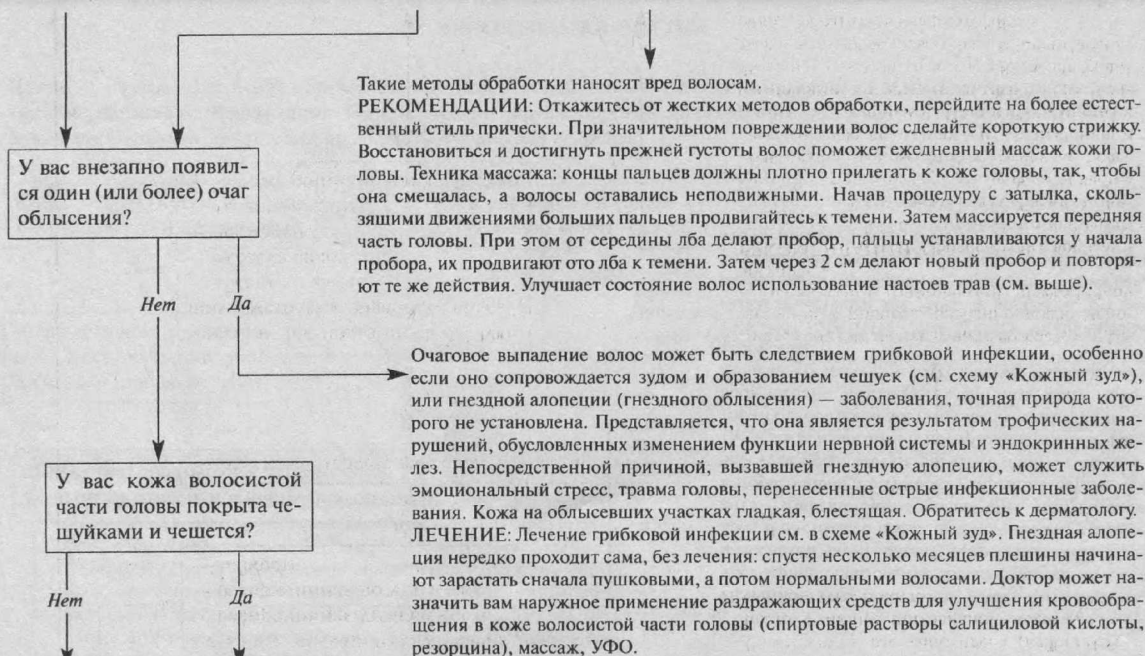 Такие методы обработки наносят вред волосам.
РЕКОМЕНДАЦИИ: Откажитесь от жестких методов обработки, перейдите на более естест-
венный стиль прически. При значительном повреждении волос сделайте короткую стрижку.
Восстановиться и достигнуть прежней густоты волос поможет ежедневный массаж кожи го-
ловы. Техника массажа: концы пальцев должны плотно прилегать к коже головы, так, чтобы
она смещалась, а волосы оставались неподвижными. Начав процедуру с затылка, сколь-
зяшими движениями больших пальцев продвигайтесь к темени. Затем массируется передняя
часть головы. При этом от середины лба делают пробор, пальцы устанавливаются у начала
пробора, их продвигают ото лба к темени. Затем через 2 см делают новый пробор и повторя-
ют те же действия. Улучшает состояние волос использование настоев трав (см. выше).
У вас внезапно появил-
ся один (или более) очаг
облысения?
Нет Да
Очаговое выпадение волос может быть следствием грибковой инфекции, особенно
если оно сопровождается зудом и образованием чешуек (см. схему «Кожный зуд»),
или гнездной алопеции (гнездного облысения) — заболевания, точная природа кото-
рого не установлена. Представляется, что она является результатом трофических на-
рушений, обусловленных изменением функции нервной системы и эндокринных же-
лез. Непосредственной причиной, вызвавшей гнездную алопецию, может служить
эмоциональный стресс, травма головы, перенесенные острые инфекционные заболе-
вания. Кожа на облысевших участках гладкая, блестящая. Обратитесь к дерматологу.
ЛЕЧЕНИЕ: Лечение грибковой инфекции см. в схеме «Кожный зуд». Гнездная алопе-
ция нередко проходит сама, без лечения: спустя несколько месяцев плешины начина-
ют зарастать сначала пушковыми, а потом нормальными волосами. Доктор может на-
значить вам наружное применение раздражающих средств для улучшения кровообра-
щения в коже волосистой части головы (спиртовые растворы салициловой кислоты,
резорцина), массаж, УФО.
У вас кожа волосистой
части головы покрыта че-
шуйками и чешется?
Нет Да